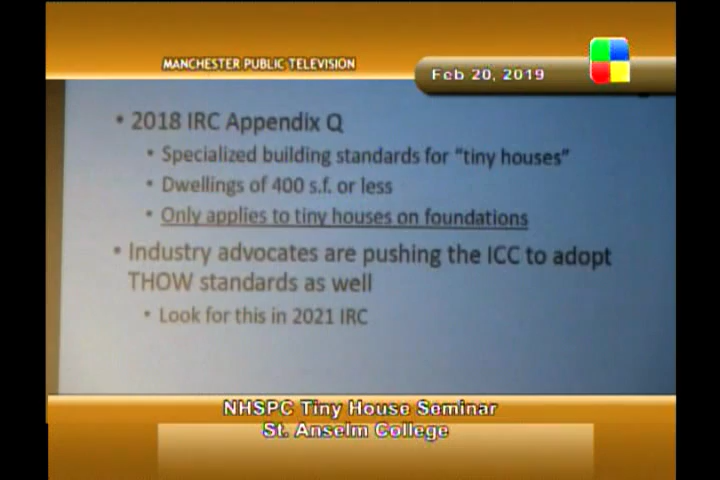 MANCHESTER PUBLIC TELEVISION
Feb 20, 2019
• 2018 IRC Appendix Q
• Specialized building standards for "tiny houses"
• Dwellings of 400 s.f. or less
• Only applies to tiny houses on foundations
• Industry advocates are pushing the ICC to adopt
THOW standards as well
• Look for this in 2021 IRC
NHSPC Tiny House Seminar
St. Anselm College